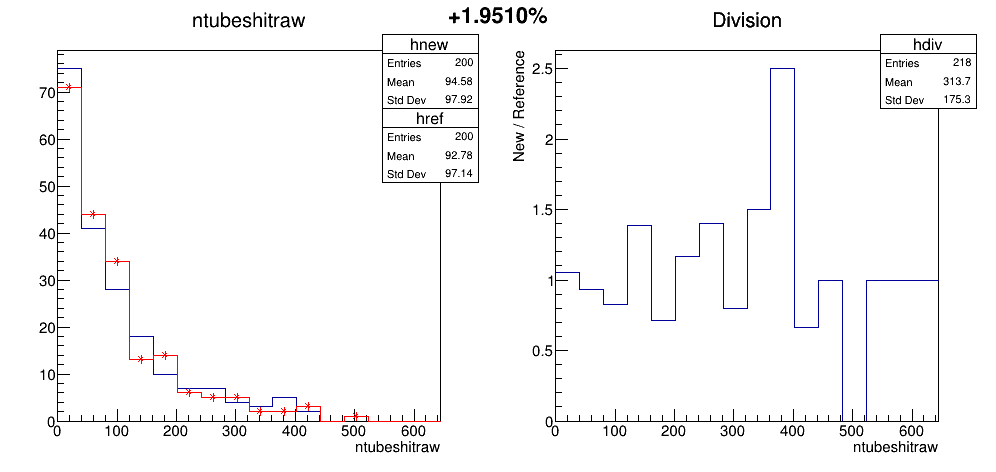 +1.9510%
ntubeshitraw
hnew
Entries 200
Mean 94.58
Std Dev 97.92
href
Entries 200
Mean 92.78
Std Dev 97.14
70
60
50
40
30
20
10
0
0 100 200 300 400 500 600
ntubeshitraw
Division
hdiv
Entries 218
Mean 313.7
Std Dev 175.3
New / Reference
2.5
2
1.5
1
0.5
0
0 100 200 300 400 500 600
ntubeshitraw